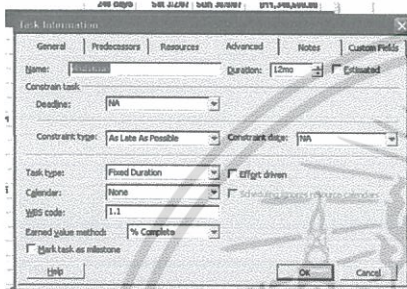 Task Information
General Predecessors Resources Advanced Notes Custom Fields
Name: Duration: 12mo Estimated
Constrain task
Deadline: NA
Constraint type: As Late As Possible Constraint date: NA
Task type: Fixed Duration Effort driven
Calendar: None Scheduling ignores resource calendars
WBS code: 1.1
Earned value method: % Complete
Mark task as milestone
Help OK Cancel